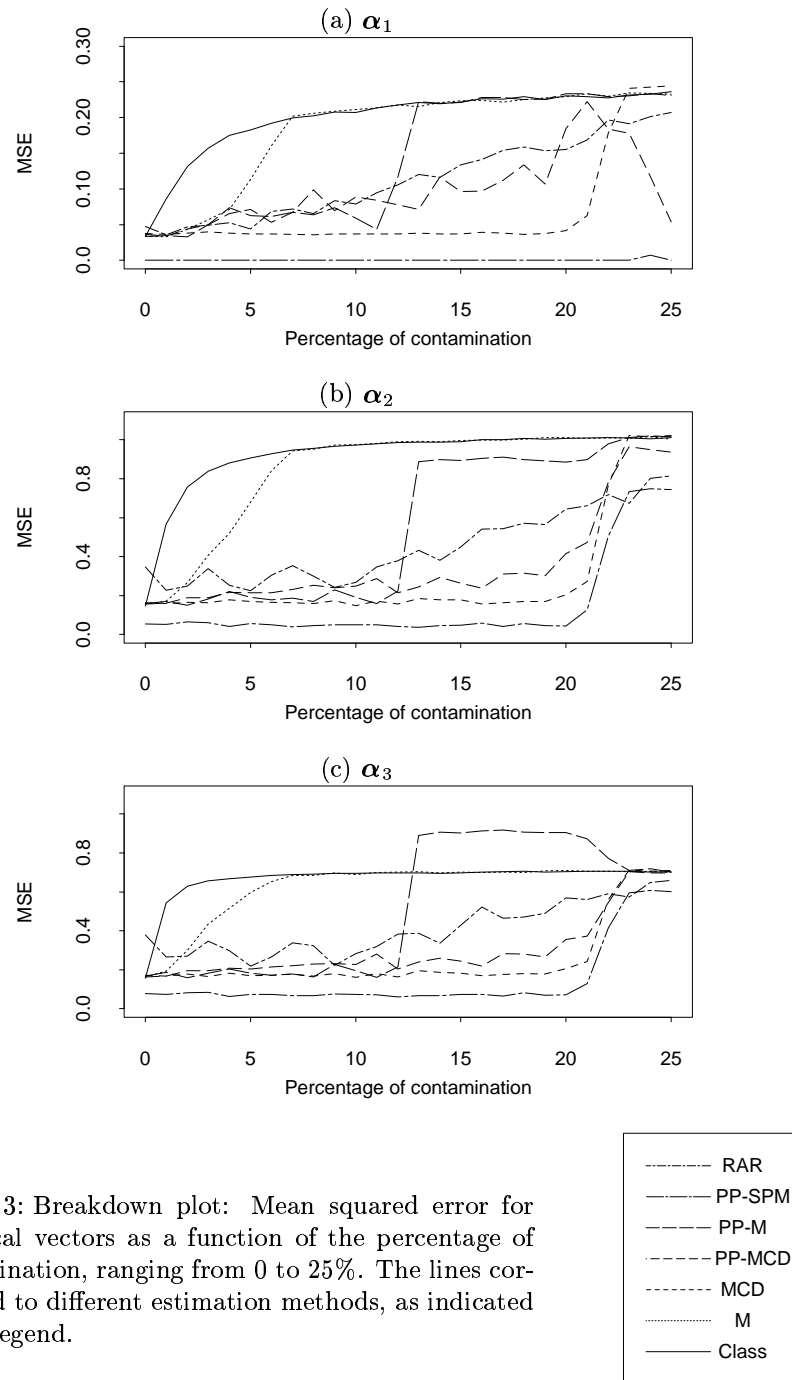 (a) α1
MSE
0.30
0.20
0.10
0.0
0 5 10 15 20 25
Percentage of contamination
(b) α2
MSE
0.8
0.4
0.0
0 5 10 15 20 25
Percentage of contamination
(c) α3
MSE
0.8
0.4
0.0
0 5 10 15 20 25
Percentage of contamination
3: Breakdown plot: Mean squared error for
al vectors as a function of the percentage of
ination, ranging from 0 to 25%. The lines cor-
d to different estimation methods, as indicated
egend.
RAR
PP-SPM
PP-M
PP-MCD
MCD
M
Class